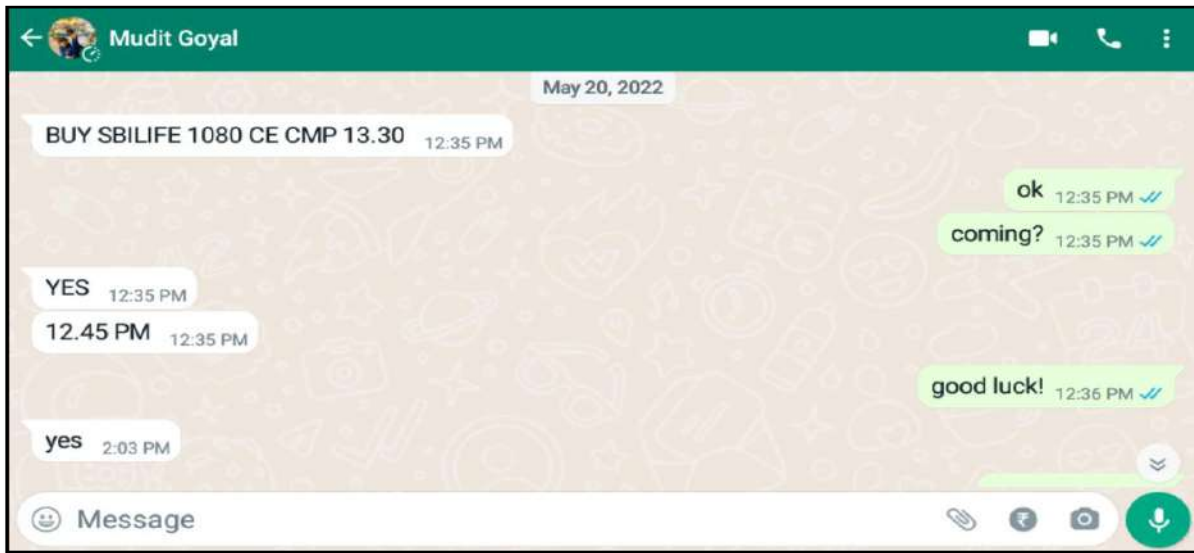 Mudit Goyal
May 20, 2022
BUY SBILIFE 1080 CE CMP 13.30 12:35 PM
ok 12:35 PM
coming? 12:35 PM
YES 12:35 PM
12.45 PM 12:35 PM
good luck! 12:36 PM
yes 2:03 PM
Message
₹